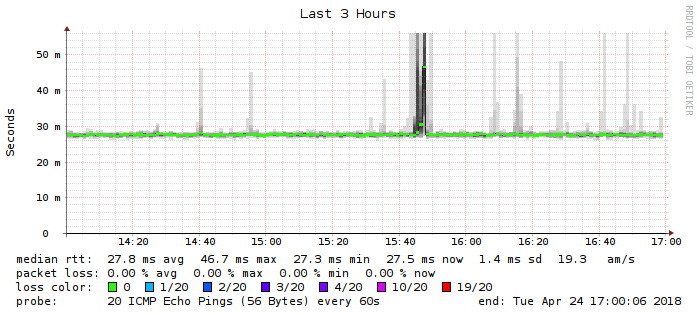 Last 3 Hours
RRDTOOL / TOBI OETIKER
Seconds
50 m
40 m
30 m
20 m
10 m
0
14:20 14:40 15:00 15:20 15:40 16:00 16:20 16:40 17:00
median rtt: 27.8 ms avg 46.7 ms max 27.3 ms min 27.5 ms now 1.4 ms sd 19.3 am/s
packet loss: 0.00 % avg 0.00 % max 0.00 % min 0.00 % now
loss color: 0 1/20 2/20 3/20 4/20 10/20 19/20
probe: 20 ICMP Echo Pings (56 Bytes) every 60s end: Tue Apr 24 17:00:06 2018